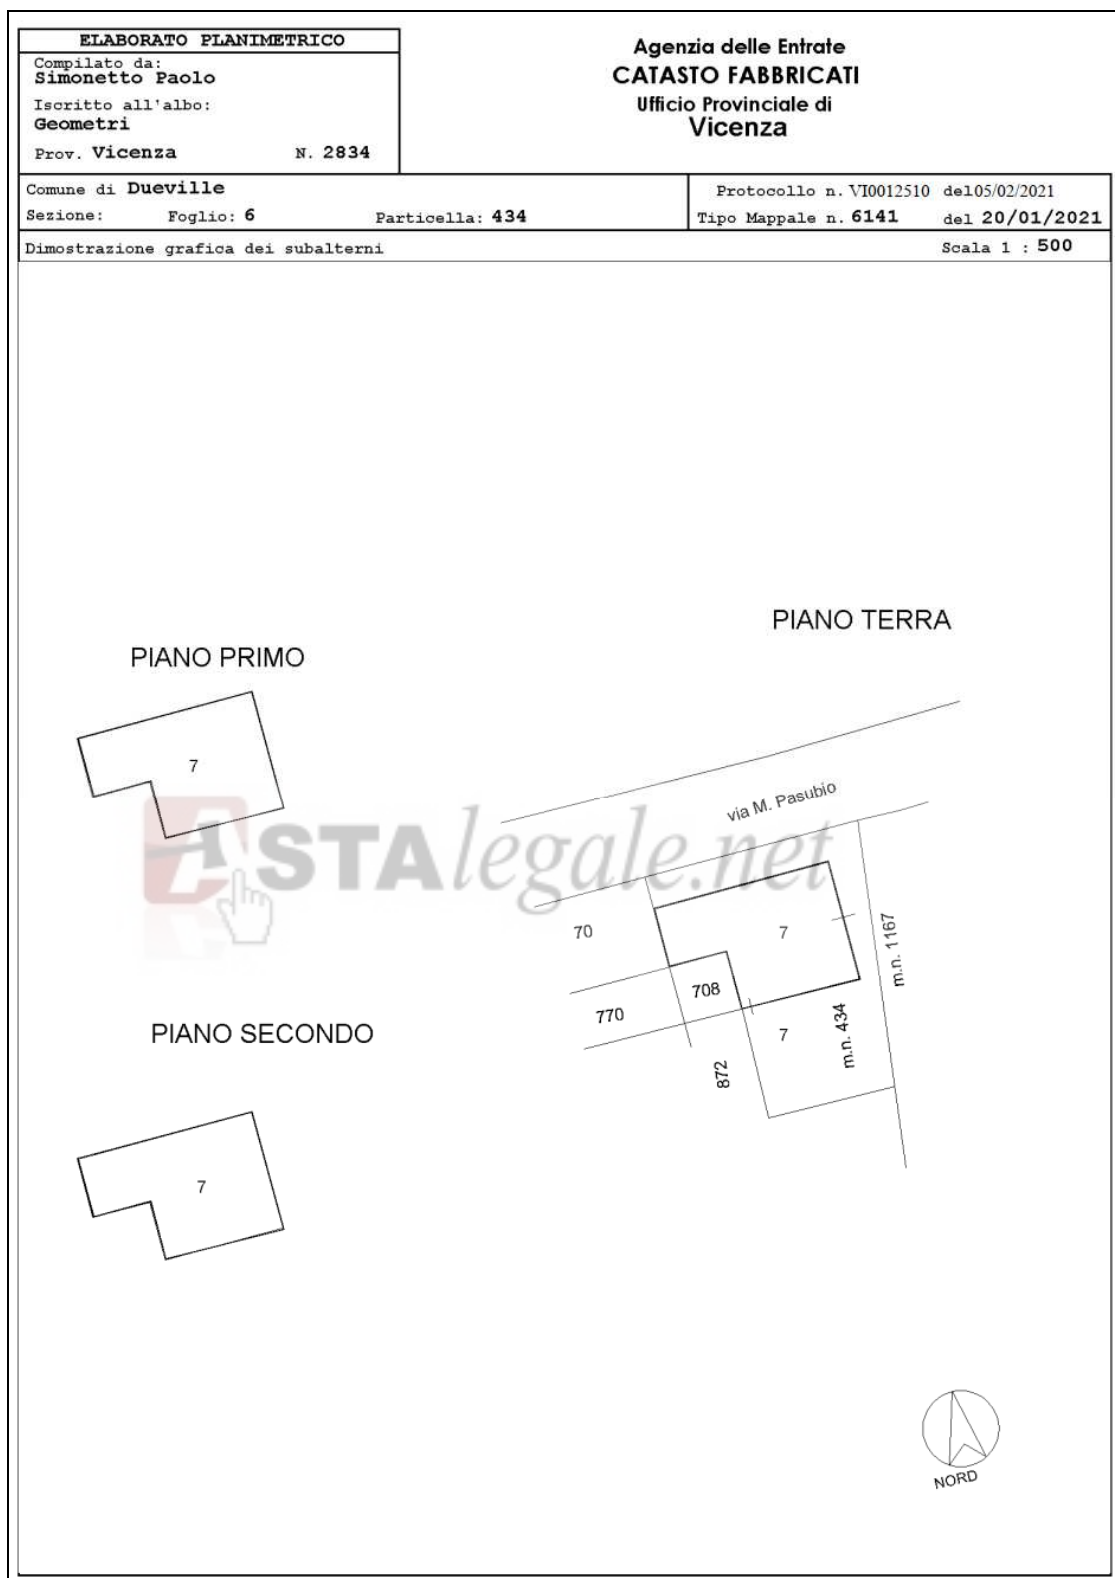 ELABORATO PLANIMETRICO
Compilato da:
Simonetto Paolo
Iscritto all'albo:
Geometri
Prov. Vicenza N. 2834
Agenzia delle Entrate
CATASTO FABBRICATI
Ufficio Provinciale di
Vicenza
Comune di Dueville
Sezione: Foglio: 6 Particella: 434
Protocollo n. VI0012510 del 05/02/2021
Tipo Mappale n. 6141 del 20/01/2021
Dimostrazione grafica dei subalterni Scala 1 : 500
PIANO TERRA
PIANO PRIMO
7
via M. Pasubio
ASTAlegale.net
70
7
m.n. 1167
708
770
7
m.n. 434
872
PIANO SECONDO
7
NORD